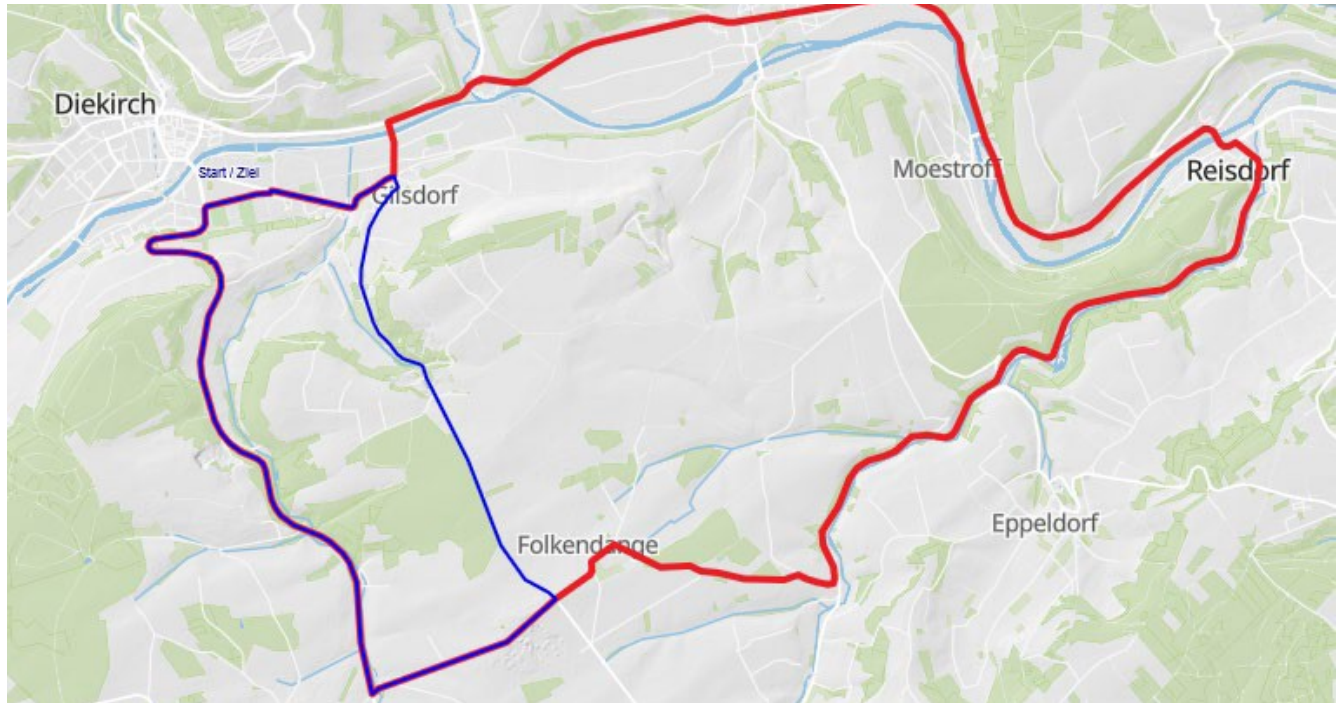 Diekirch
Start / Ziel
Moestroff
Reisdorf
Gilsdorf
Folkendange
Eppeldorf